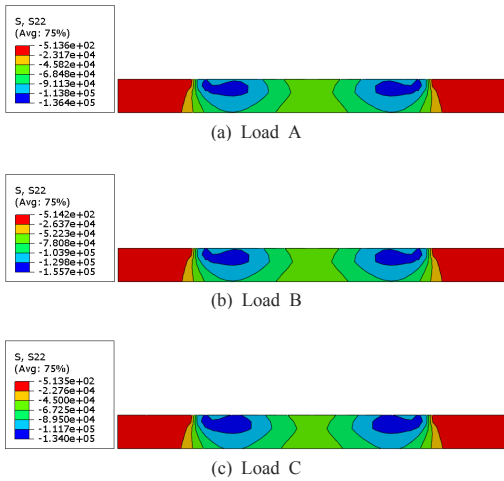 S, S22
(Avg: 75%)
-5.136e+02
-2.317e+04
-4.582e+04
-6.848e+04
-9.113e+04
-1.138e+05
-1.364e+05
(a) Load A
S, S22
(Avg: 75%)
-5.142e+02
-2.637e+04
-5.223e+04
-7.808e+04
-1.039e+05
-1.298e+05
-1.557e+05
(b) Load B
S, S22
(Avg: 75%)
-5.135e+02
-2.276e+04
-4.500e+04
-6.725e+04
-8.950e+04
-1.117e+05
-1.340e+05
(c) Load C